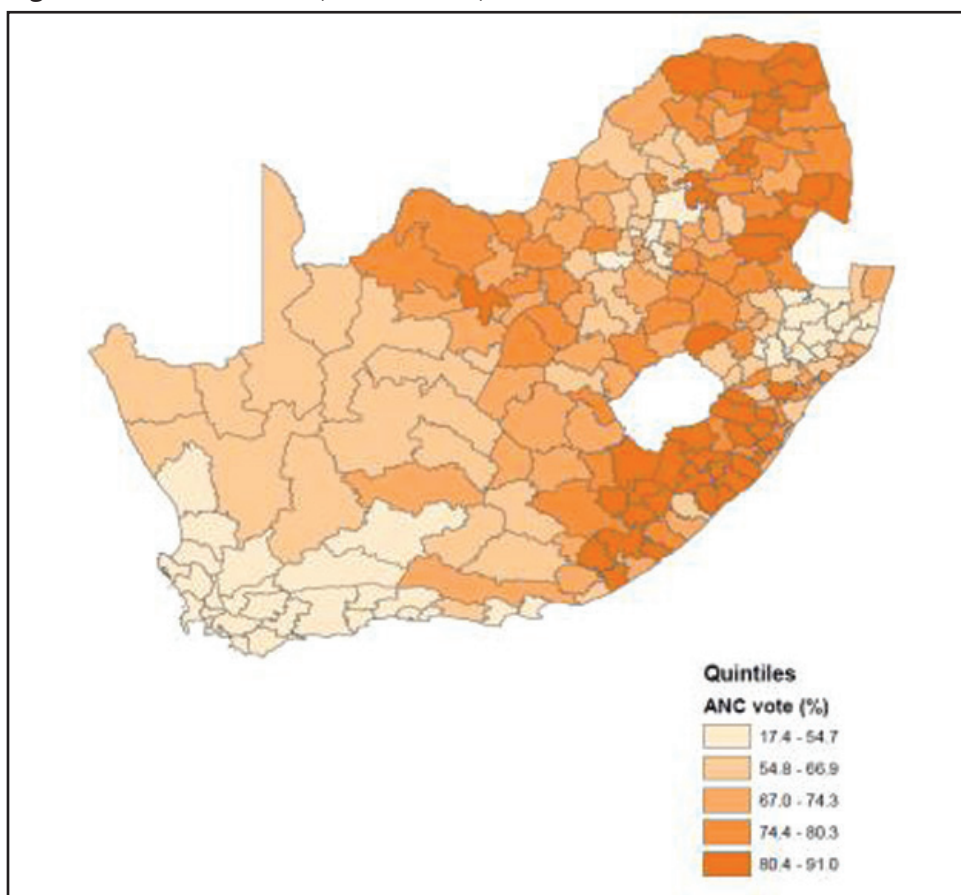 Quintiles
ANC vote (%)
17.4 - 54.7
54.8 - 66.9
67.0 - 74.3
74.4 - 80.3
80.4 - 91.0